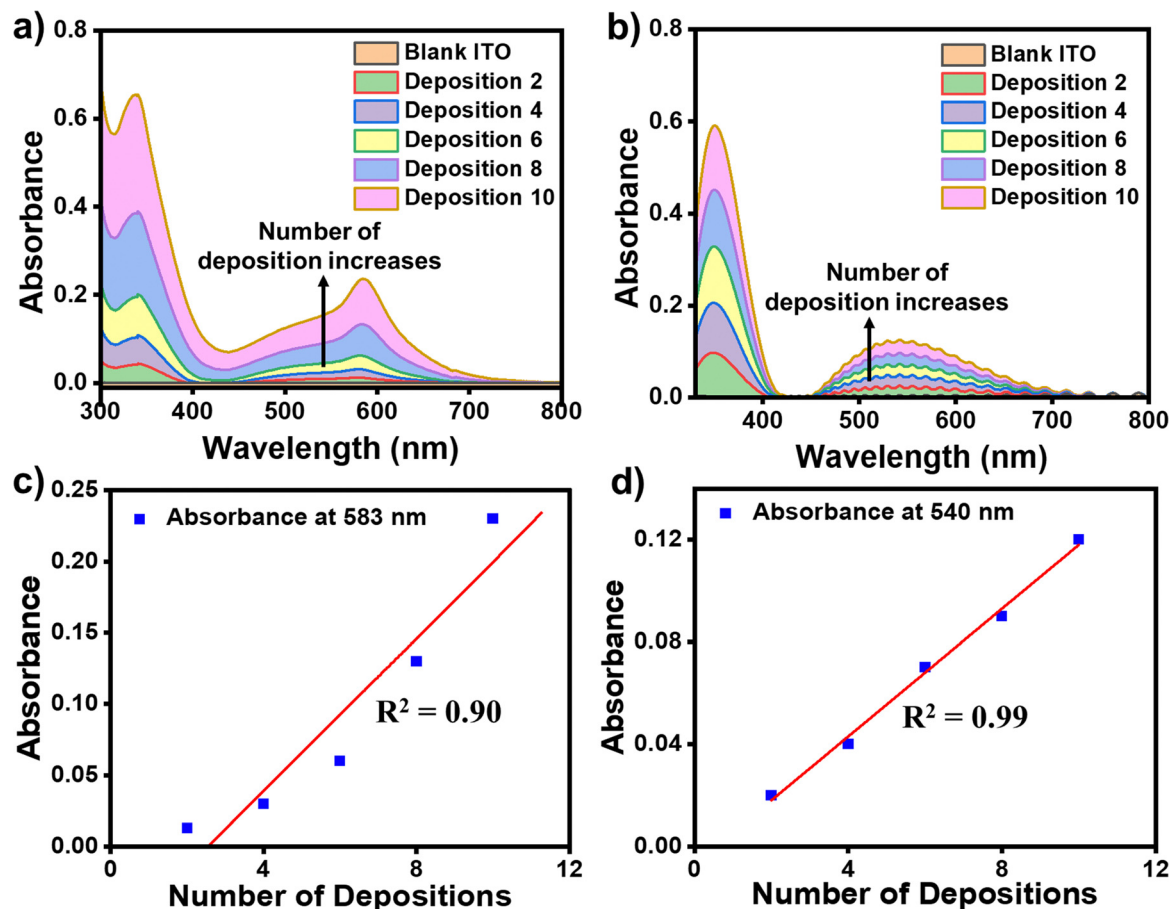 a)
0.8
0.6
0.4
0.2
0.0
Absorbance
Blank ITO
Deposition 2
Deposition 4
Deposition 6
Deposition 8
Deposition 10
Number of
deposition increases
300 400 500 600 700 800
Wavelength (nm)
b)
0.8
0.6
0.4
0.2
0.0
Absorbance
Blank ITO
Deposition 2
Deposition 4
Deposition 6
Deposition 8
Deposition 10
Number of
deposition increases
400 500 600 700 800
Wavelength (nm)
c)
0.25
0.20
0.15
0.10
0.05
0.00
Absorbance
Absorbance at 583 nm
R² = 0.90
0 4 8 12
Number of Depositions
d)
0.12
0.08
0.04
0.00
Absorbance
Absorbance at 540 nm
R² = 0.99
0 4 8 12
Number of Depositions